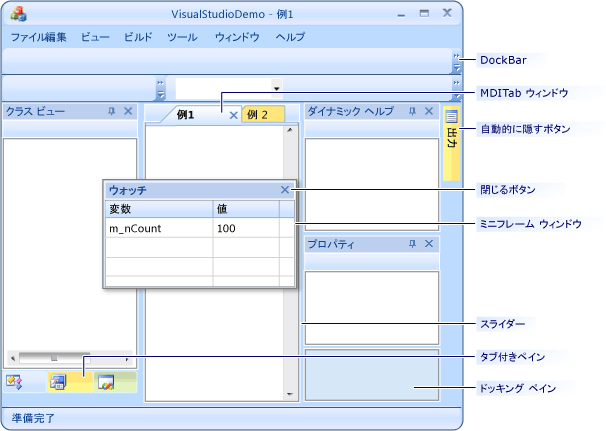 VisualStudioDemo - 例1
ファイル編集 ビュー ビルド ツール ウィンドウ ヘルプ
DockBar
MDITab ウィンドウ
クラス ビュー
例1
例 2
ダイナミック ヘルプ
出力
自動的に隠すボタン
ウォッチ
閉じるボタン
変数 値
m_nCount 100
ミニフレーム ウィンドウ
プロパティ
スライダー
タブ付きペイン
ドッキング ペイン
準備完了